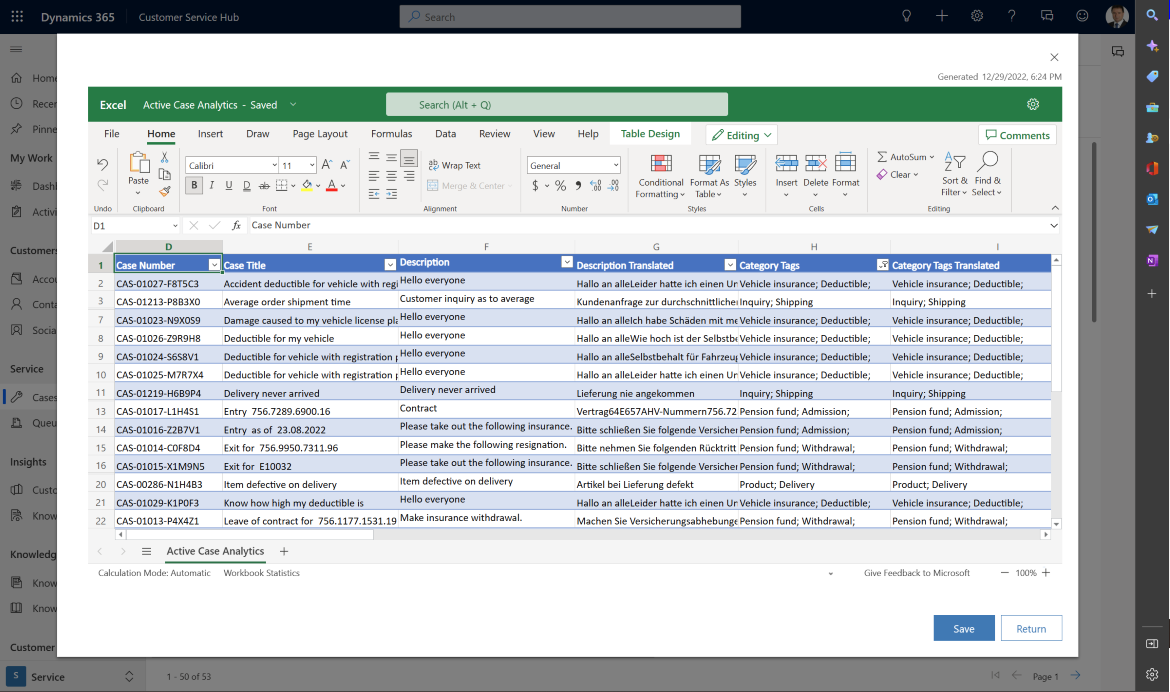 Dynamics 365 Customer Service Hub Search
Generated 12/29/2022, 6:24 PM
Excel Active Case Analytics - Saved Search (Alt + Q)
File Home Insert Draw Page Layout Formulas Data Review View Help Table Design Editing Comments
Calibri 11 A A Wrap Text General AutoSum
Paste B I U D ab A Merge & Center $ % Conditional Formatting Format As Table Styles Insert Delete Format Clear Sort & Filter Find & Select
Undo Clipboard Font Alignment Number Styles Cells Editing
D1 fx Case Number
D E F G H I
1 Case Number Case Title Description Description Translated Category Tags Category Tags Translated
2 CAS-01027-F8T5C3 Accident deductible for vehicle with regi Hello everyone Hallo an alleLeider hatte ich einen Un Vehicle insurance; Deductible; Vehicle insurance; Deductible;
3 CAS-01213-P8B3X0 Average order shipment time Customer inquiry as to average Kundenanfrage zur durchschnittlicher Inquiry; Shipping Inquiry; Shipping
7 CAS-01023-N9X0S9 Damage caused to my vehicle license pla Hello everyone Hallo an alleIch habe Schäden mit me Vehicle insurance; Deductible; Vehicle insurance; Deductible;
8 CAS-01026-Z9R9H8 Deductible for my vehicle Hello everyone Hallo an alleWie hoch ist der Selbstbe Vehicle insurance; Deductible; Vehicle insurance; Deductible;
9 CAS-01024-S6S8V1 Deductible for vehicle with registration p Hello everyone Hallo an alleSelbstbehalt für Fahrzeug Vehicle insurance; Deductible; Vehicle insurance; Deductible;
10 CAS-01025-M7R7X4 Deductible for vehicle with registration p Hello everyone Hallo an alleLeider hatte ich einen Un Vehicle insurance; Deductible; Vehicle insurance; Deductible;
11 CAS-01219-H6B9P4 Delivery never arrived Delivery never arrived Lieferung nie angekommen Inquiry; Shipping Inquiry; Shipping
13 CAS-01017-L1H4S1 Entry 756.7289.6900.16 Contract Vertrag64E657AHV-Nummern756.72 Pension fund; Admission; Pension fund; Admission;
14 CAS-01016-Z2B7V1 Entry as of 23.08.2022 Please take out the following insurance. Bitte schließen Sie folgende Versicher Pension fund; Admission; Pension fund; Admission;
15 CAS-01014-C0F8D4 Exit for 756.9950.7311.96 Please make the following resignation. Bitte nehmen Sie folgenden Rücktritt Pension fund; Withdrawal; Pension fund; Withdrawal;
16 CAS-01015-X1M9N5 Exit for E10032 Please take out the following insurance. Bitte schließen Sie folgende Versicher Pension fund; Withdrawal; Pension fund; Withdrawal;
20 CAS-00286-N1H4B3 Item defective on delivery Item defective on delivery Artikel bei Lieferung defekt Product; Delivery Product; Delivery
21 CAS-01029-K1P0F3 Know how high my deductible is Hello everyone Hallo an alleLeider hatte ich einen Un Vehicle insurance; Deductible; Vehicle insurance; Deductible;
22 CAS-01013-P4X4Z1 Leave of contract for 756.1177.1531.19 Make insurance withdrawal. Machen Sie Versicherungsabhebunge Pension fund; Withdrawal; Pension fund; Withdrawal;
Active Case Analytics
Calculation Mode: Automatic Workbook Statistics Give Feedback to Microsoft 100%
Save Return
Home
Recen
Pinne
My Work
Dashl
Activi
Customers
Accou
Conta
Socia
Service
Cases
Queu
Insights
Custo
Know
Knowledg
Know
Know
Customer
S Service 1 - 50 of 53 Page 1